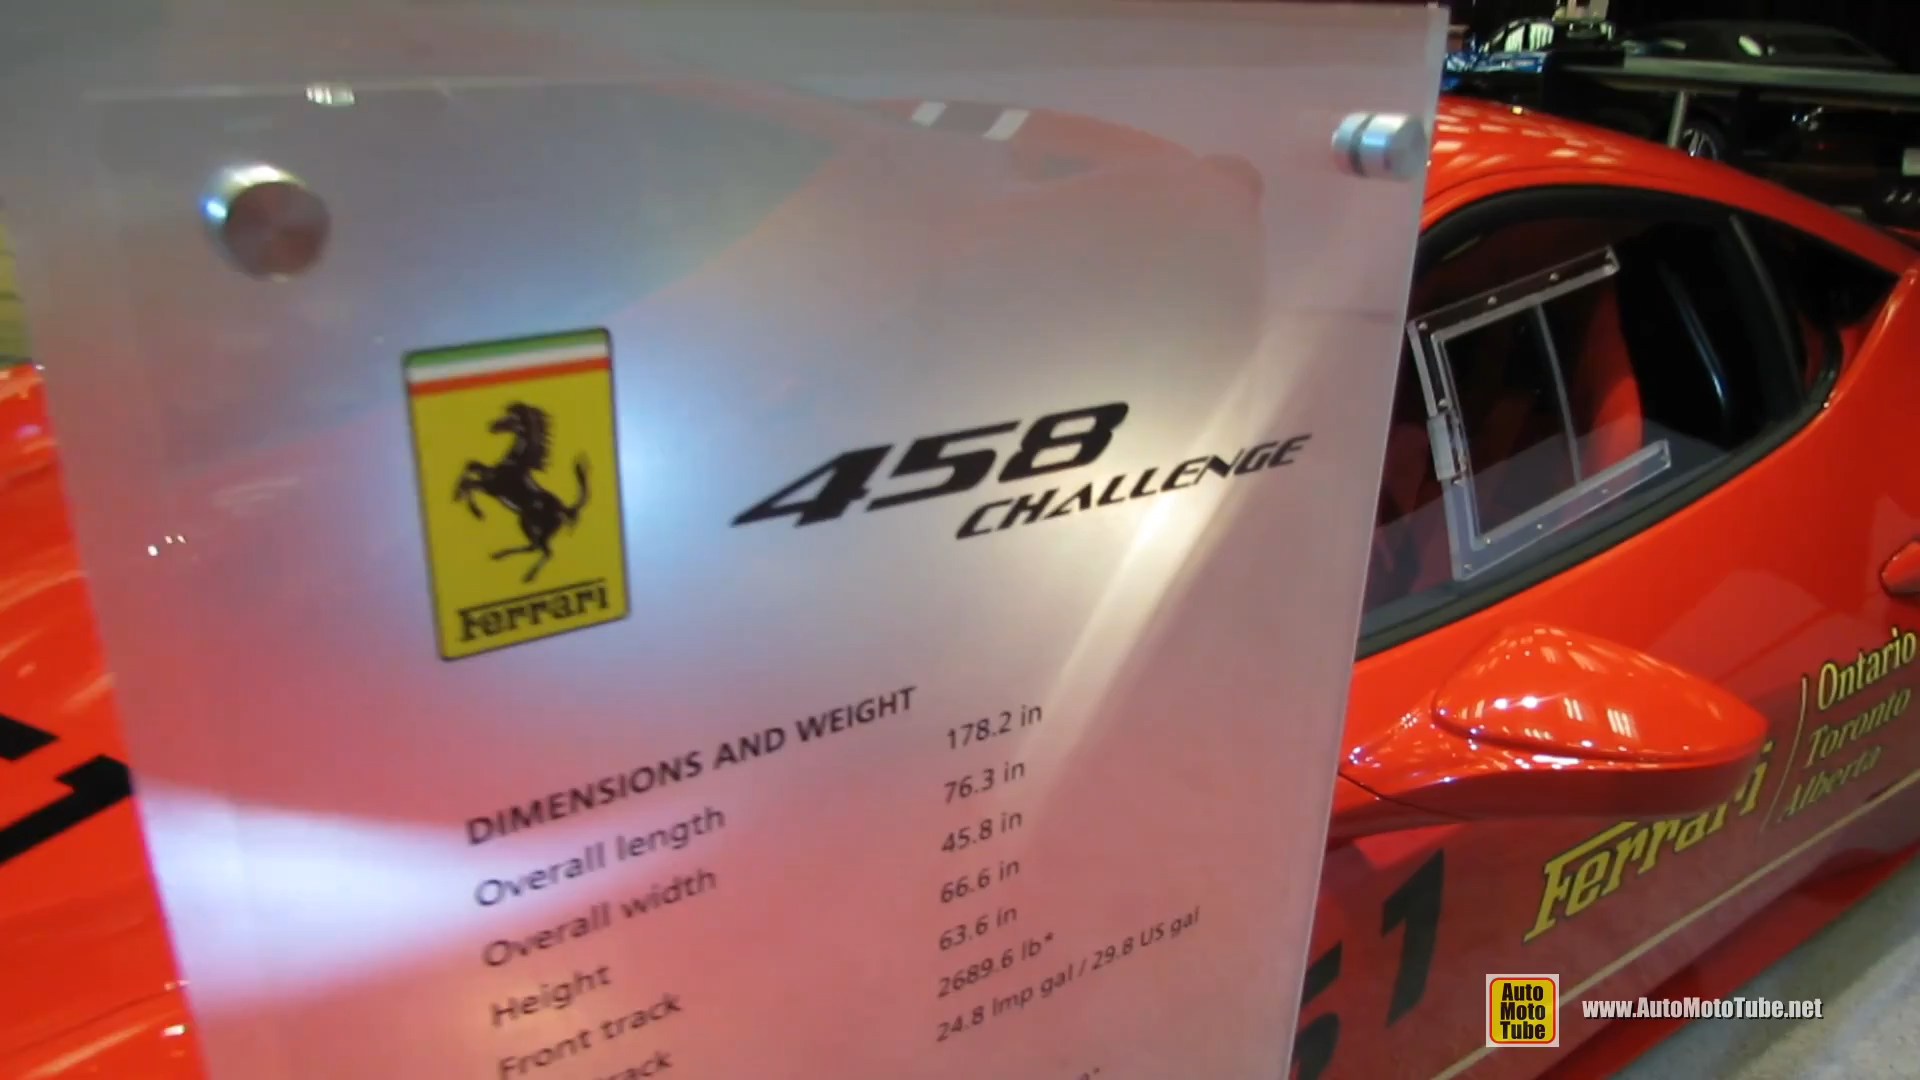 Ferrari
458
CHALLENGE
DIMENSIONS AND WEIGHT
Overall length 178.2 in
Overall width 76.3 in
Height 45.8 in
Front track 66.6 in
63.6 in
2689.6 lb*
24.8 Imp gal / 29.8 US gal
Ferrari
Ontario
Toronto
Alberta
51
Auto
Moto
Tube
www.AutoMotoTube.net